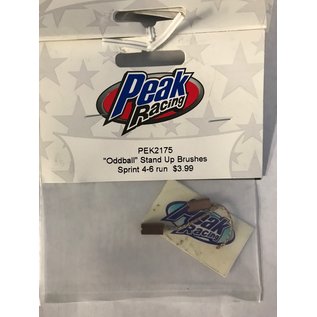 Peak
Racing
PEK2175
"Oddball" Stand Up Brushes
Sprint 4-6 run $3.99
Peak
Racing